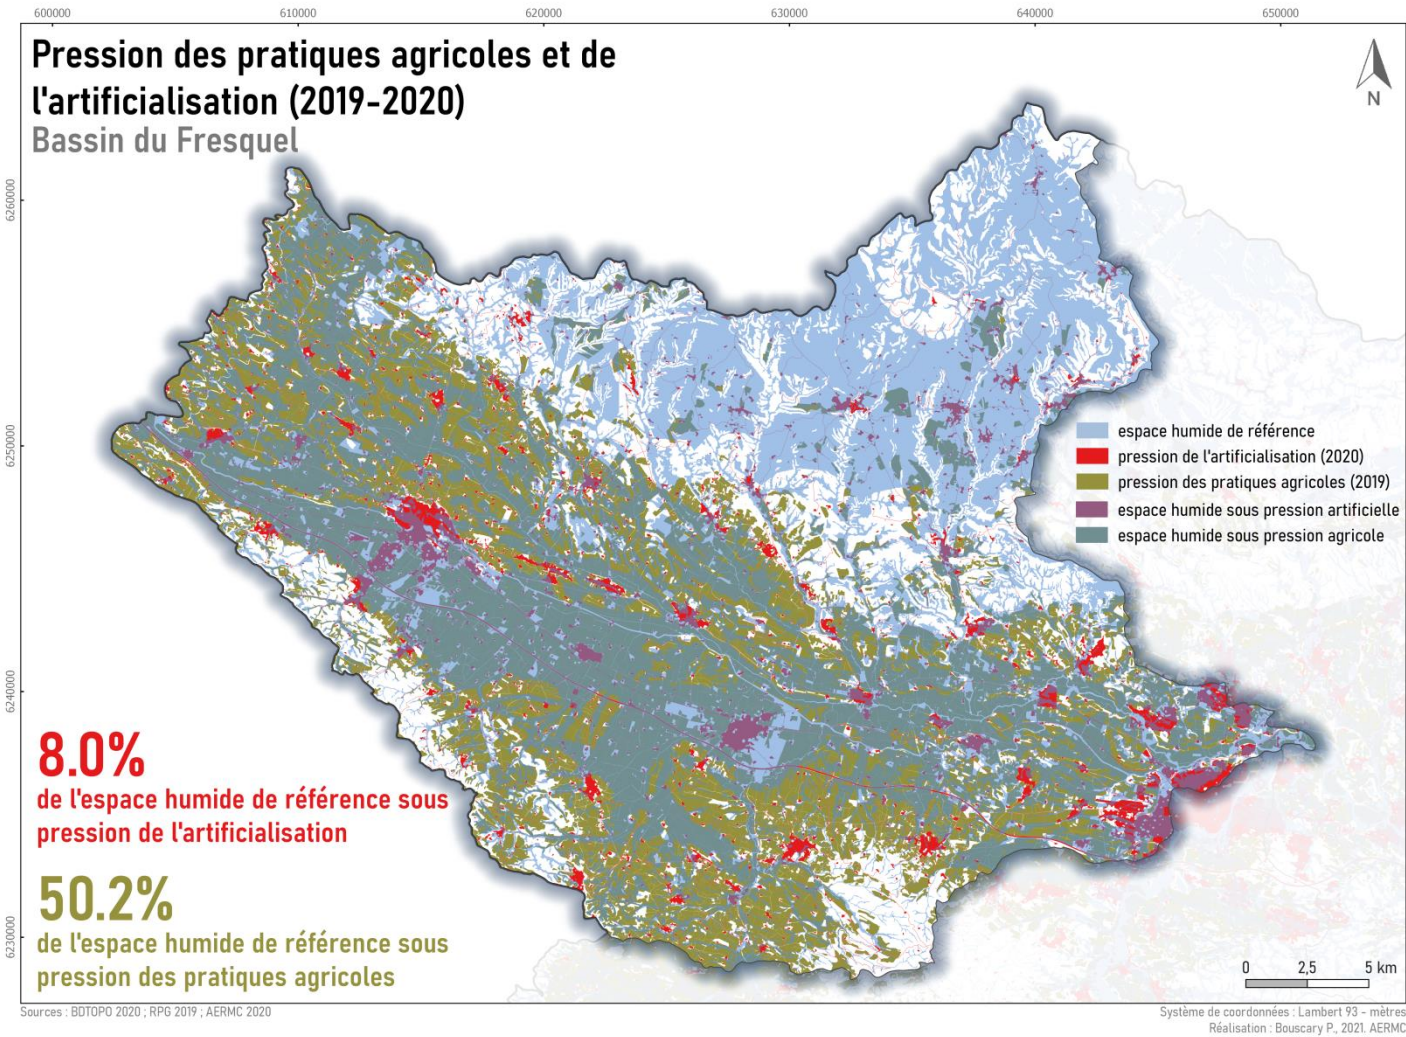 600000 610000 620000 630000 640000 650000
Pression des pratiques agricoles et de
l'artificialisation (2019-2020)
Bassin du Fresquel
N
6260000
6250000
6240000
6230000
espace humide de référence
pression de l'artificialisation (2020)
pression des pratiques agricoles (2019)
espace humide sous pression artificielle
espace humide sous pression agricole
8.0%
de l'espace humide de référence sous
pression de l'artificialisation
50.2%
de l'espace humide de référence sous
pression des pratiques agricoles
0 2,5 5 km
Sources : BDTOPO 2020 ; RPG 2019 ; AERMC 2020
Système de coordonnées : Lambert 93 - mètres
Réalisation : Bouscary P., 2021. AERMC